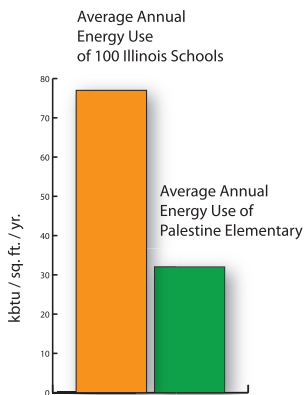 Average Annual
Energy Use
of 100 Illinois Schools
80
70
60
50
40
30
20
10
0
kbtu / sq. ft. / yr.
Average Annual
Energy Use of
Palestine Elementary